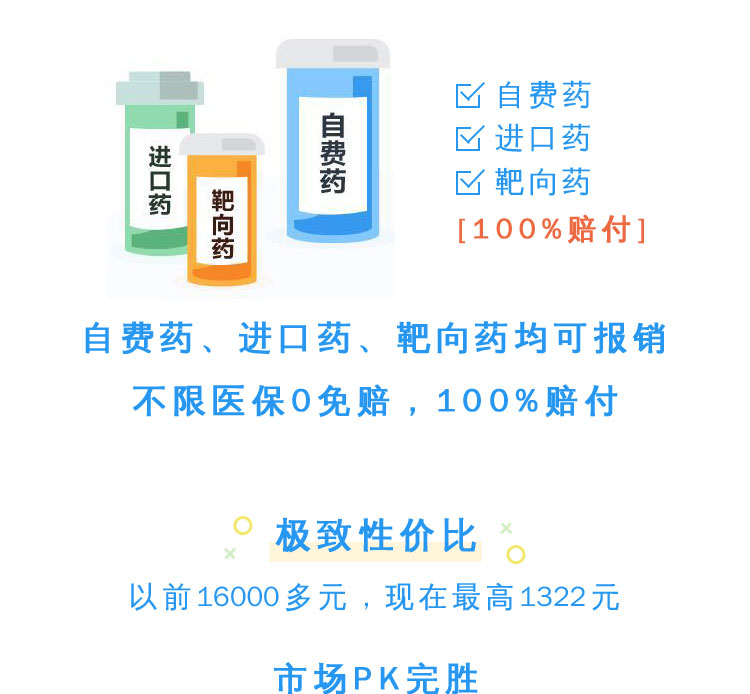 进口药
靶向药
自费药
自费药
进口药
靶向药
[100%赔付]
自费药、进口药、靶向药均可报销
不限医保0免赔，100%赔付
极致性价比
以前16000多元，现在最高1322元
市场PK完胜